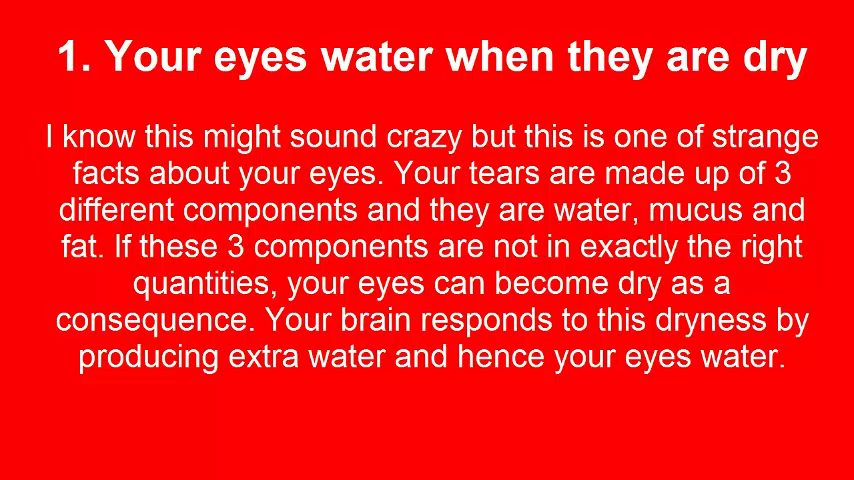 1. Your eyes water when they are dry
I know this might sound crazy but this is one of strange
facts about your eyes. Your tears are made up of 3
different components and they are water, mucus and
fat. If these 3 components are not in exactly the right
quantities, your eyes can become dry as a
consequence. Your brain responds to this dryness by
producing extra water and hence your eyes water.